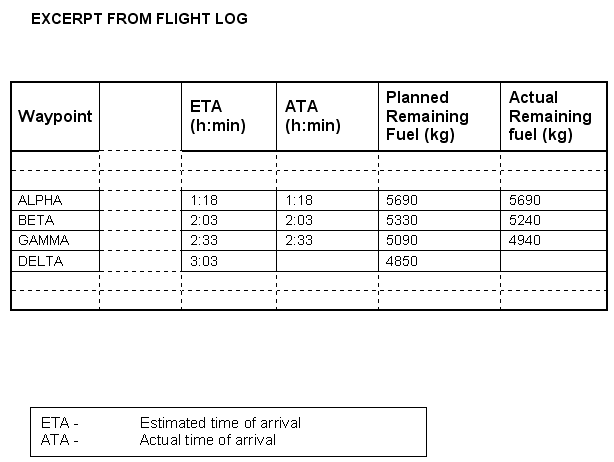 EXCERPT FROM FLIGHT LOG
Waypoint ETA (h:min) ATA (h:min) Planned Remaining Fuel (kg) Actual Remaining fuel (kg)
ALPHA 1:18 1:18 5690 5690
BETA 2:03 2:03 5330 5240
GAMMA 2:33 2:33 5090 4940
DELTA 3:03 4850
ETA - Estimated time of arrival
ATA - Actual time of arrival